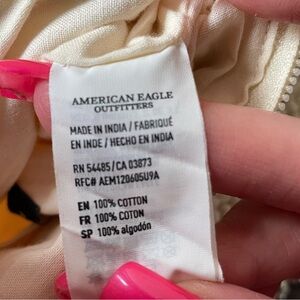 AMERICAN EAGLE
OUTFITTERS
MADE IN INDIA / FABRIQUÉ
EN INDE / HECHO EN INDIA
RN 54485/CA 03873
RFC# AEM120605U9A
EN 100% COTTON
FR 100% COTON
SP 100% algodón